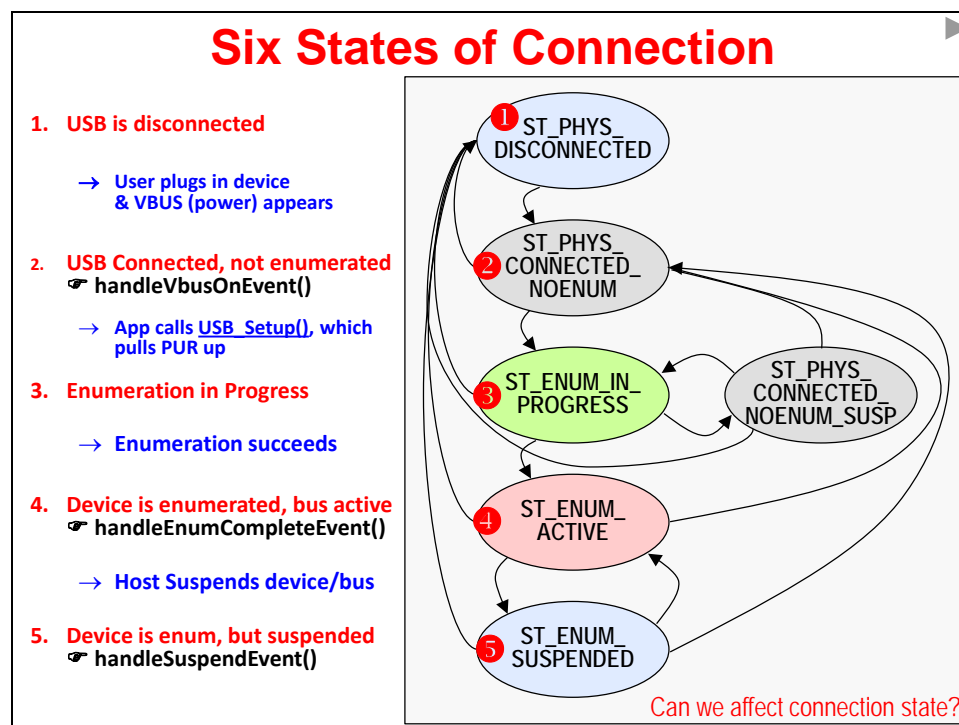 Six States of Connection
1. USB is disconnected
→ User plugs in device
& VBUS (power) appears
2. USB Connected, not enumerated
☞ handleVbusOnEvent()
→ App calls USB_Setup(), which
pulls PUR up
3. Enumeration in Progress
→ Enumeration succeeds
4. Device is enumerated, bus active
☞ handleEnumCompleteEvent()
→ Host Suspends device/bus
5. Device is enum, but suspended
☞ handleSuspendEvent()
1
ST_PHYS_
DISCONNECTED
2
ST_PHYS_
CONNECTED_
NOENUM
3
ST_ENUM_IN_
PROGRESS
ST_PHYS_
CONNECTED_
NOENUM_SUSP
4
ST_ENUM_
ACTIVE
5
ST_ENUM_
SUSPENDED
Can we affect connection state?